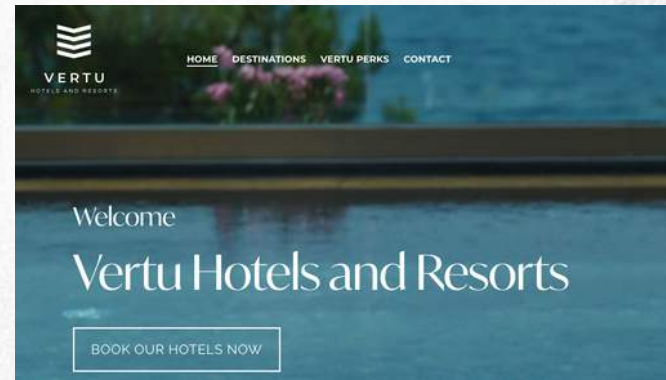 VERTU
HOTELS AND RESORTS
HOME DESTINATIONS VERTU PERKS CONTACT
Welcome
Vertu Hotels and Resorts
BOOK OUR HOTELS NOW